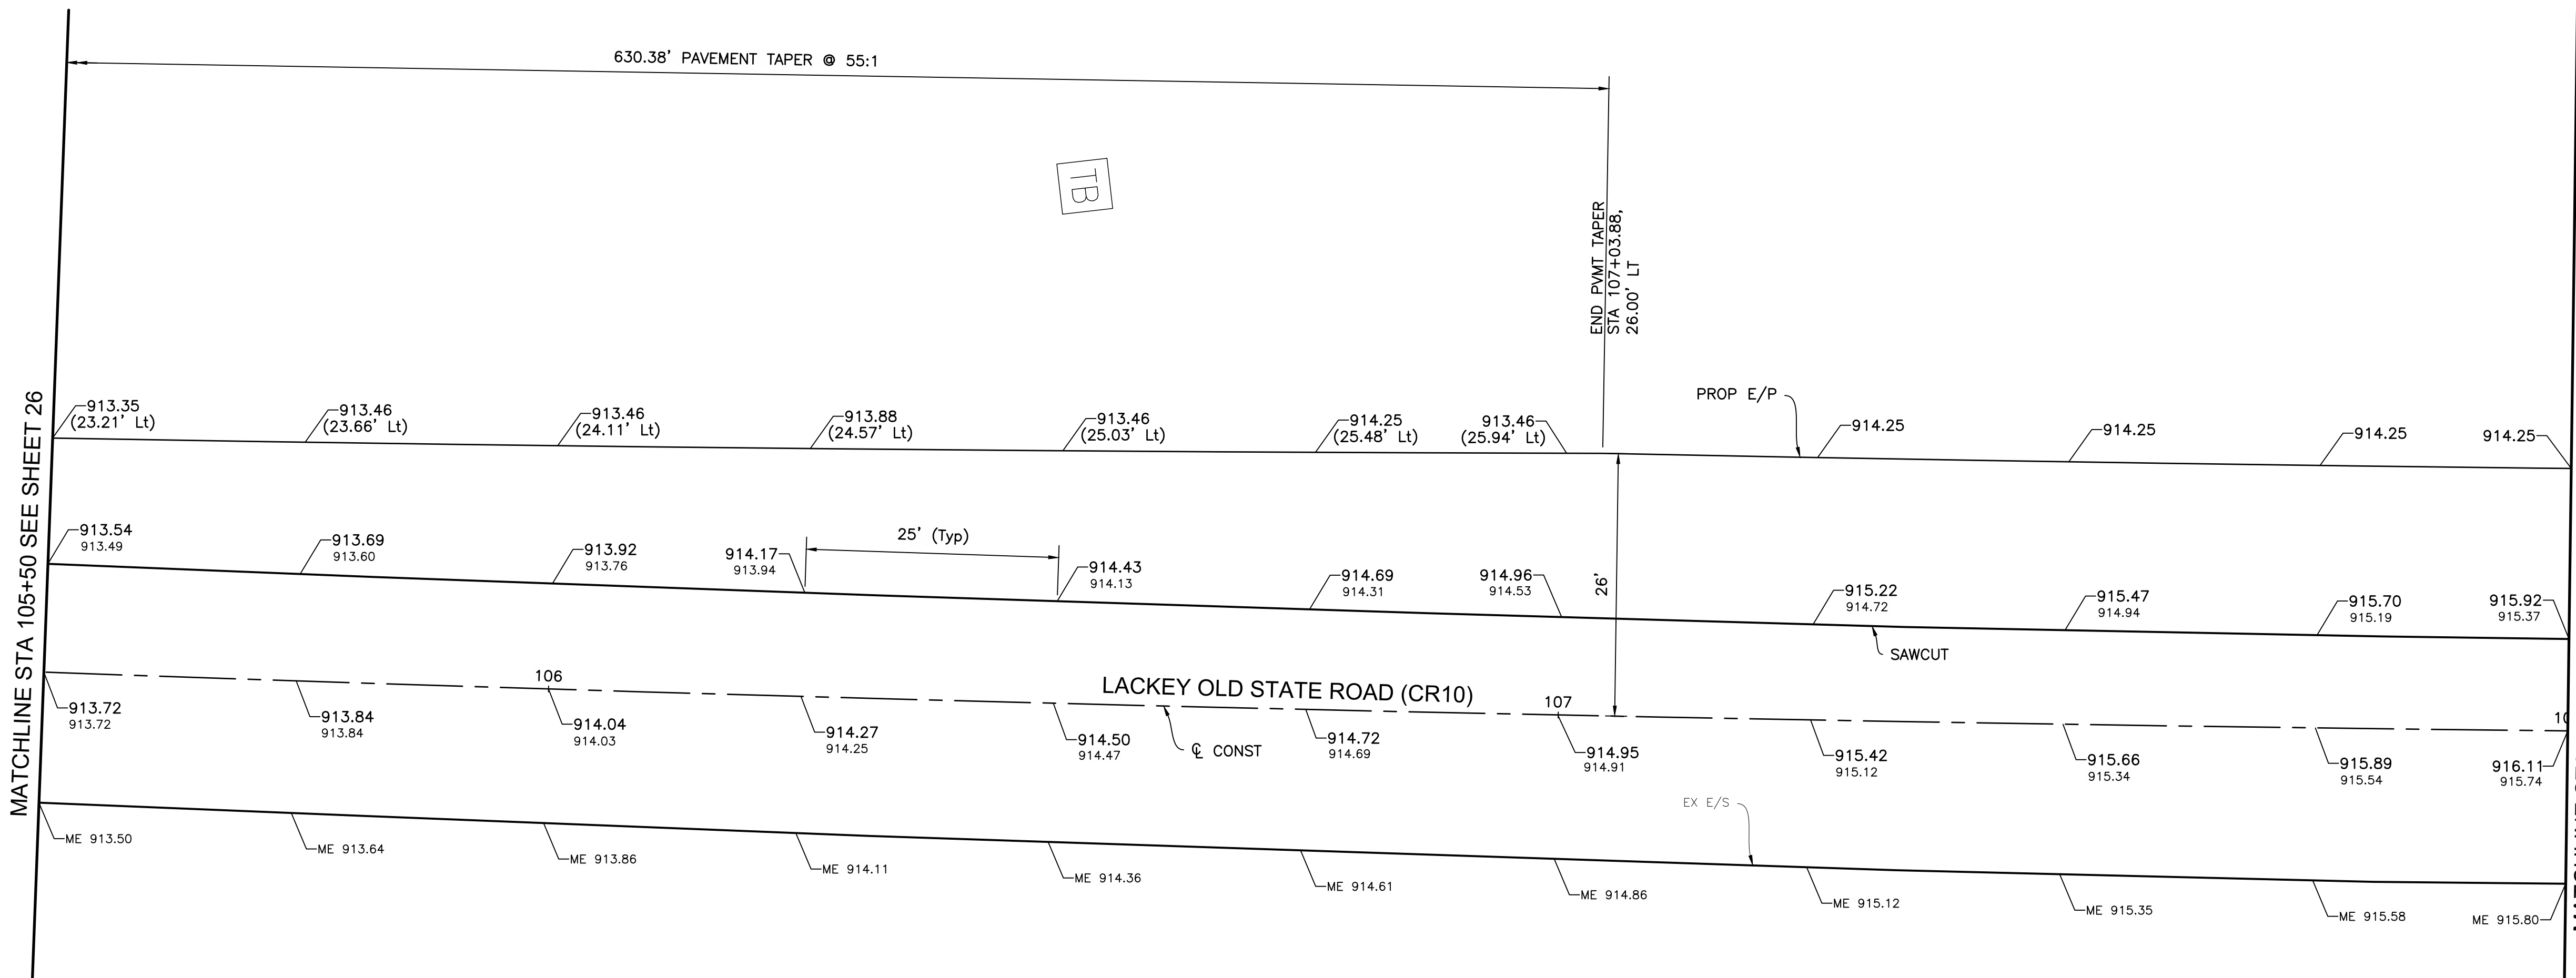 630.38' PAVEMENT TAPER @ 55:1
TB
END PVMT TAPER
STA 107+03.88,
26.00' LT
MATCHLINE STA 105+50 SEE SHEET 26
PROP E/P
913.35
(23.21' Lt)
913.46
(23.66' Lt)
913.46
(24.11' Lt)
913.88
(24.57' Lt)
913.46
(25.03' Lt)
914.25
(25.48' Lt)
913.46
(25.94' Lt)
914.25
914.25
914.25
914.25
913.54
913.49
913.69
913.60
913.92
913.76
914.17
913.94
25' (Typ)
914.43
914.13
914.69
914.31
914.96
914.53
26'
915.22
914.72
915.47
914.94
915.70
915.19
915.92
915.37
SAWCUT
106
LACKEY OLD STATE ROAD (CR10)
107
913.72
913.72
913.84
913.84
914.04
914.03
914.27
914.25
914.50
914.47
℄ CONST
914.72
914.69
914.95
914.91
915.42
915.12
915.66
915.34
915.89
915.54
916.11
915.74
EX E/S
ME 913.50
ME 913.64
ME 913.86
ME 914.11
ME 914.36
ME 914.61
ME 914.86
ME 915.12
ME 915.35
ME 915.58
ME 915.80